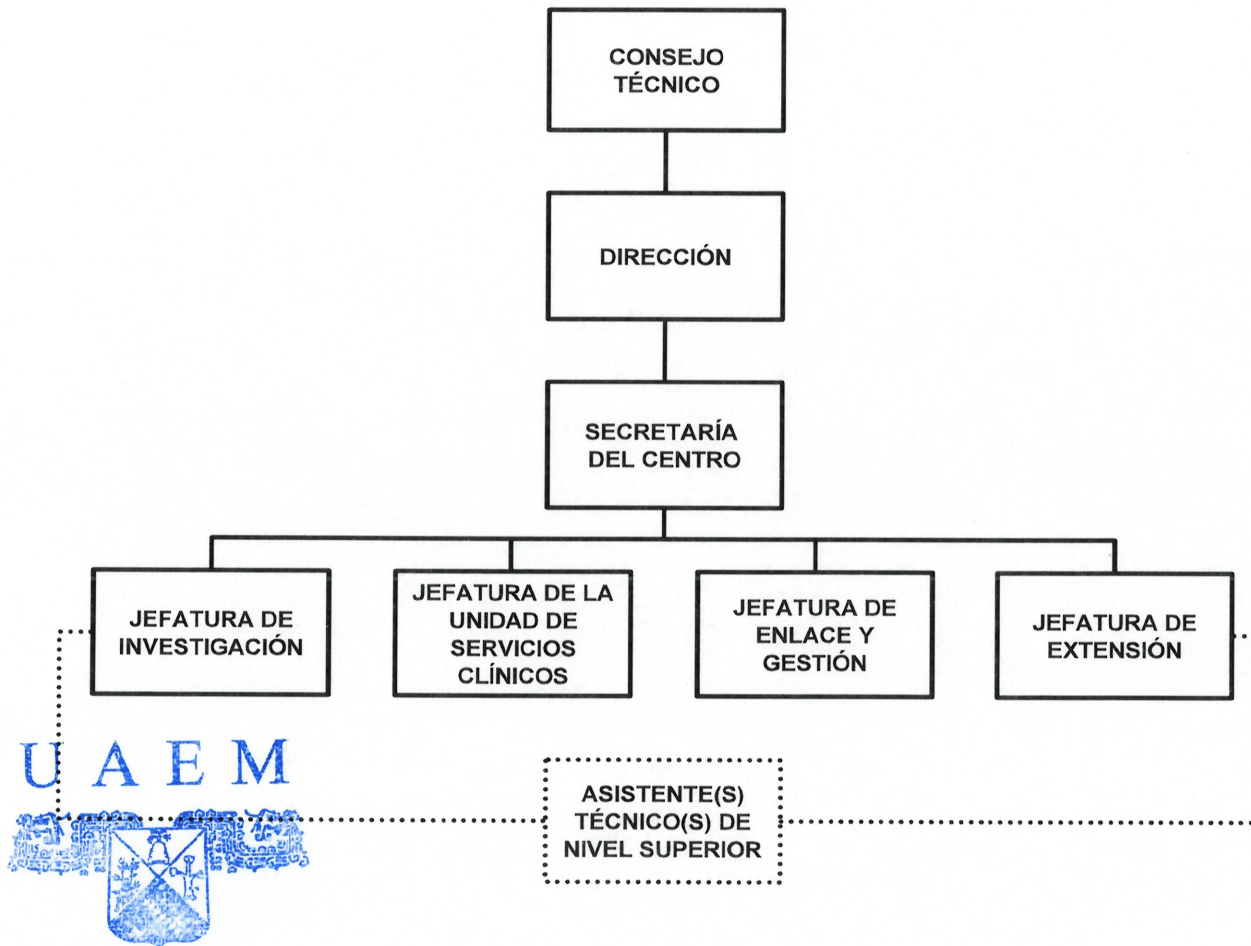 CONSEJO
TÉCNICO
DIRECCIÓN
SECRETARÍA
DEL CENTRO
JEFATURA DE
INVESTIGACIÓN
JEFATURA DE LA
UNIDAD DE
SERVICIOS
CLÍNICOS
JEFATURA DE
ENLACE Y
GESTIÓN
JEFATURA DE
EXTENSIÓN
UAEM
ASISTENTE(S)
TÉCNICO(S) DE
NIVEL SUPERIOR